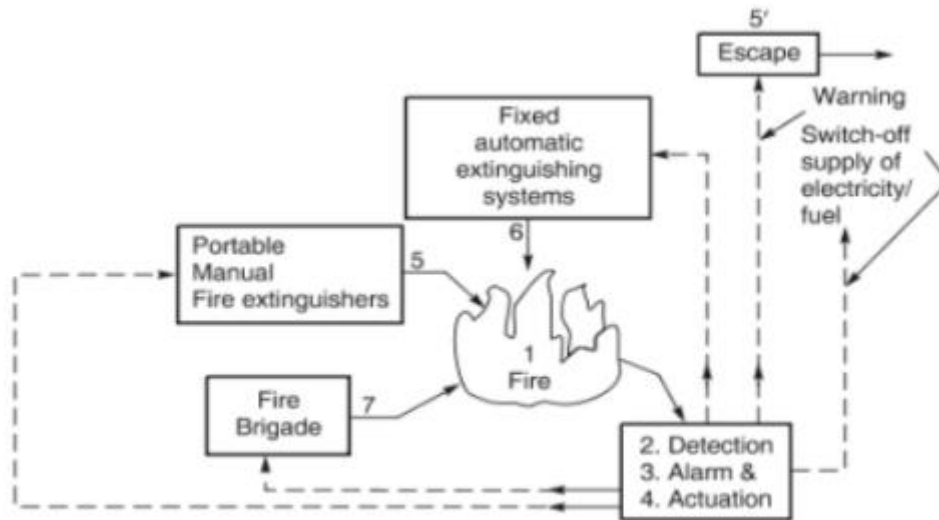 5'
Escape
Warning
Switch-off
supply of
electricity/
fuel
Fixed
automatic
extinguishing
systems
6
Portable
Manual
Fire extinguishers
5
1
Fire
Fire
Brigade
7
2. Detection
3. Alarm &
4. Actuation